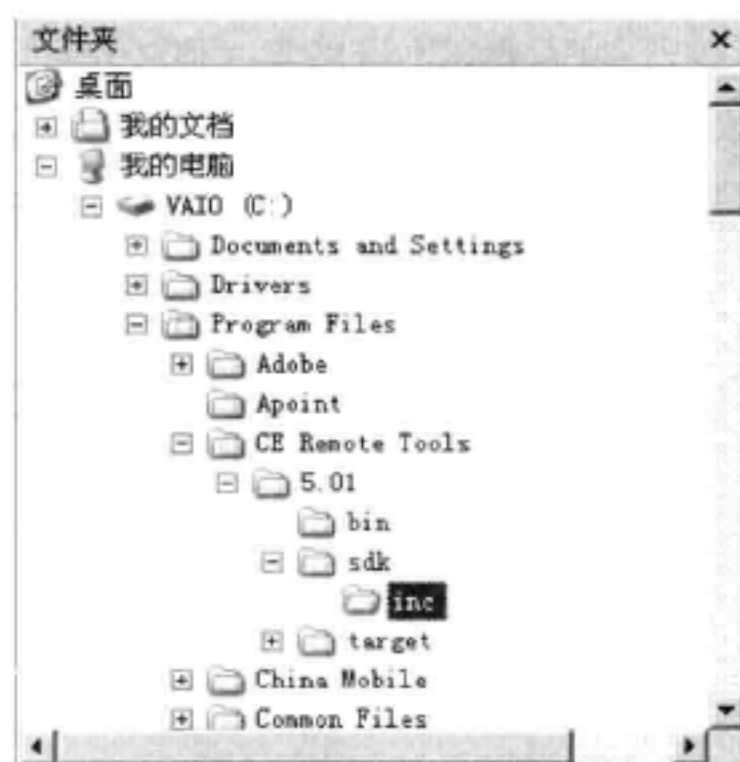 文件夹
桌面
我的文档
我的电脑
VAIO (C:)
Documents and Settings
Drivers
Program Files
Adobe
Apoint
CE Remote Tools
5.01
bin
sdk
inc
target
China Mobile
Common Files